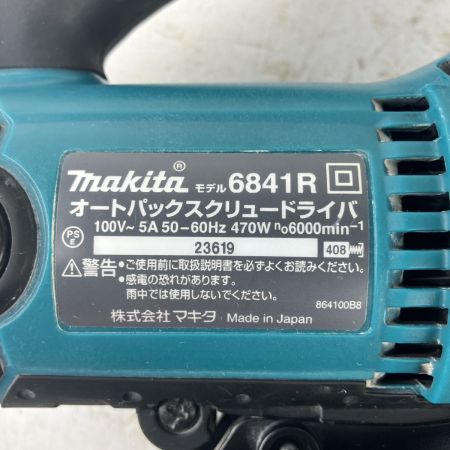 makita® モデル 6841R
オートパックスクリュードライバ
PS E 100V~ 5A 50-60Hz 470W n₀6000min⁻¹
23619 408
⚠警告 •ご使用前に取扱説明書を必ずよくお読みください。
•感電の恐れがあります。
雨中では使用しないでください。
864100B8
株式会社 マキタ Made in Japan